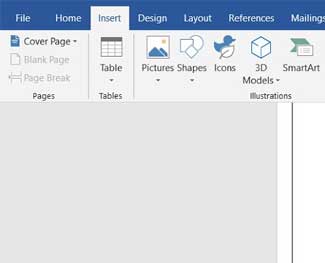 File Home Insert Design Layout References Mailings
Cover Page
Blank Page
Page Break
Pages
Table
Tables
Pictures Shapes Icons 3D Models SmartArt
Illustrations